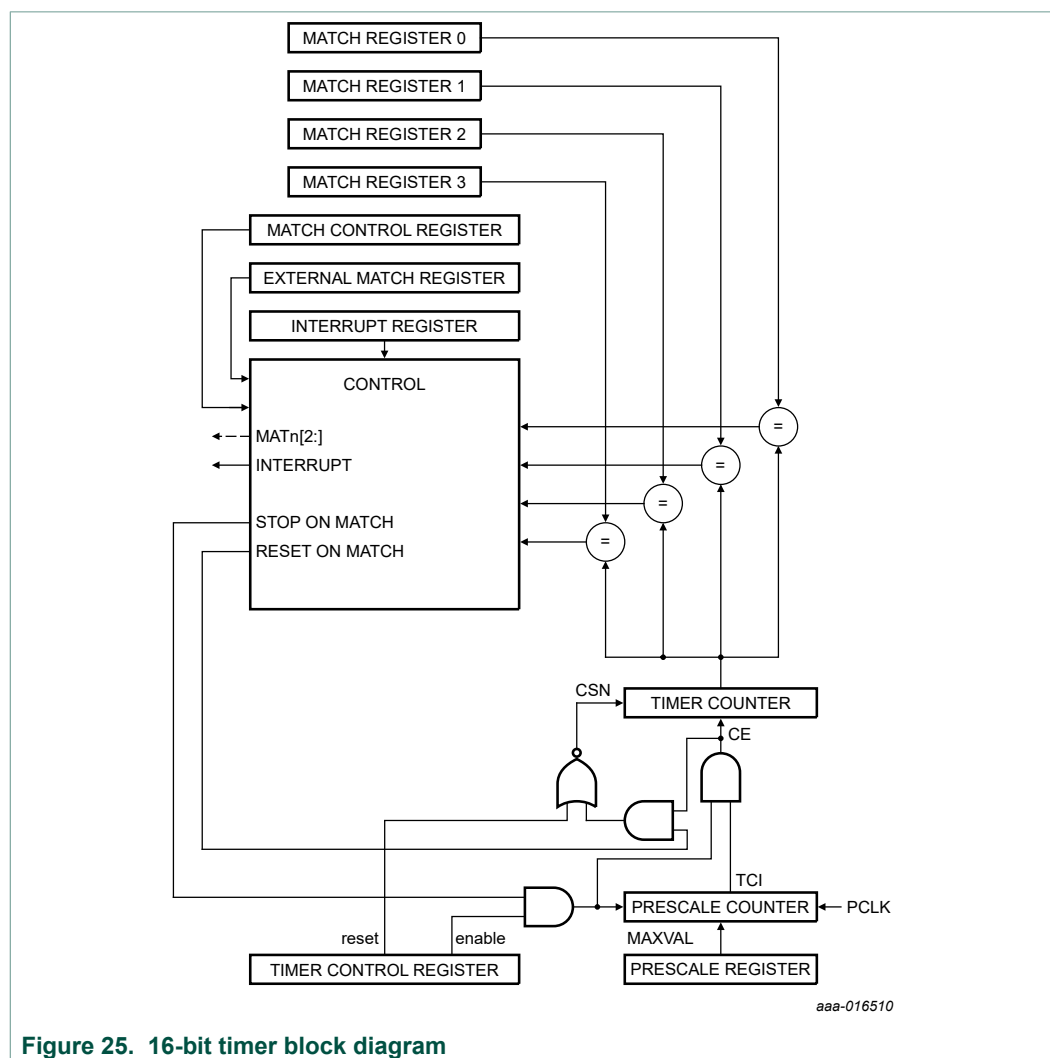 MATCH REGISTER 0
MATCH REGISTER 1
MATCH REGISTER 2
MATCH REGISTER 3
MATCH CONTROL REGISTER
EXTERNAL MATCH REGISTER
INTERRUPT REGISTER
CONTROL
MATn[2:]
INTERRUPT
STOP ON MATCH
RESET ON MATCH
=
=
=
=
CSN
TIMER COUNTER
CE
TCI
PRESCALE COUNTER
PCLK
reset
enable
MAXVAL
TIMER CONTROL REGISTER
PRESCALE REGISTER
aaa-016510
Figure 25. 16-bit timer block diagram